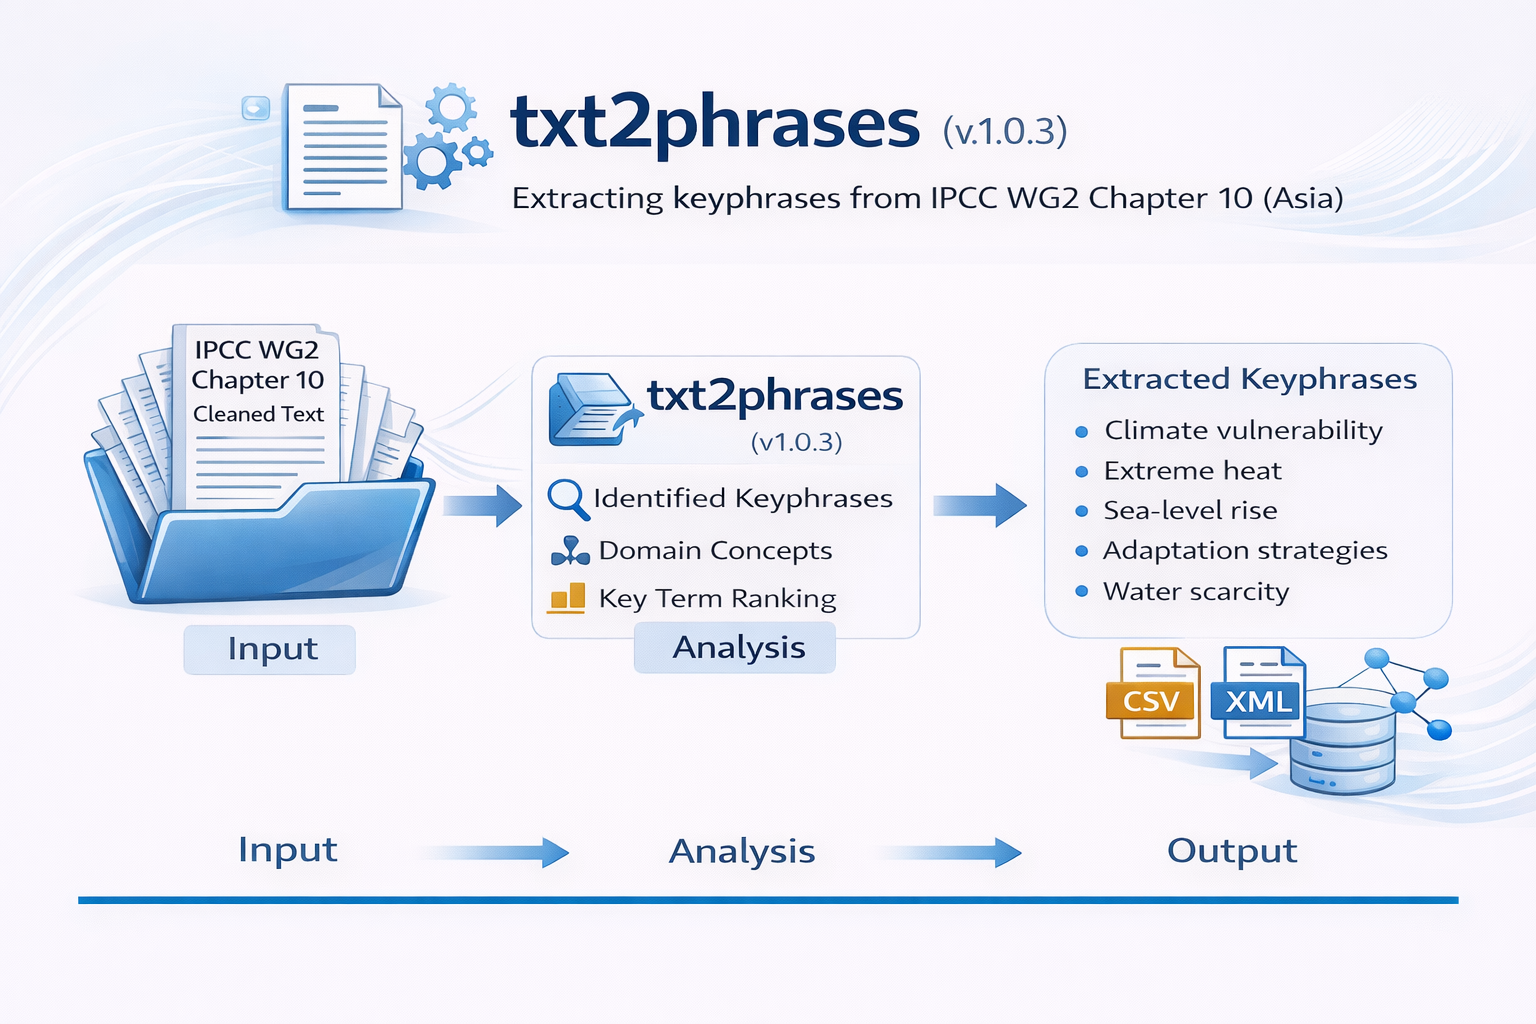 txt2phrases (v.1.0.3)
Extracting keyphrases from IPCC WG2 Chapter 10 (Asia)
IPCC WG2
Chapter 10
Cleaned Text
Input
txt2phrases
(v1.0.3)
Identified Keyphrases
Domain Concepts
Key Term Ranking
Analysis
Extracted Keyphrases
Climate vulnerability
Extreme heat
Sea-level rise
Adaptation strategies
Water scarcity
CSV
XML
Input
Analysis
Output